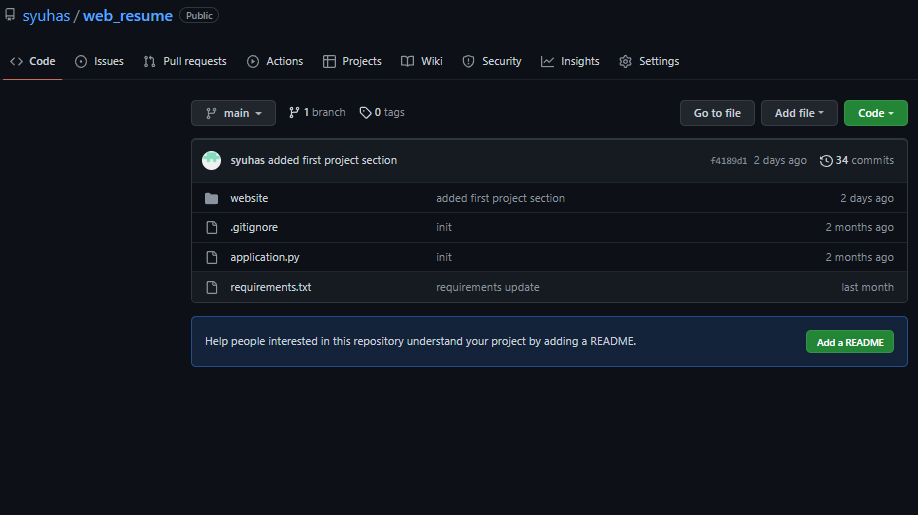 syuhas / web_resume Public
Code Issues Pull requests Actions Projects Wiki Security Insights Settings
main 1 branch 0 tags Go to file Add file Code
syuhas added first project section f4189d1 2 days ago 34 commits
website added first project section 2 days ago
.gitignore init 2 months ago
application.py init 2 months ago
requirements.txt requirements update last month
Help people interested in this repository understand your project by adding a README. Add a README